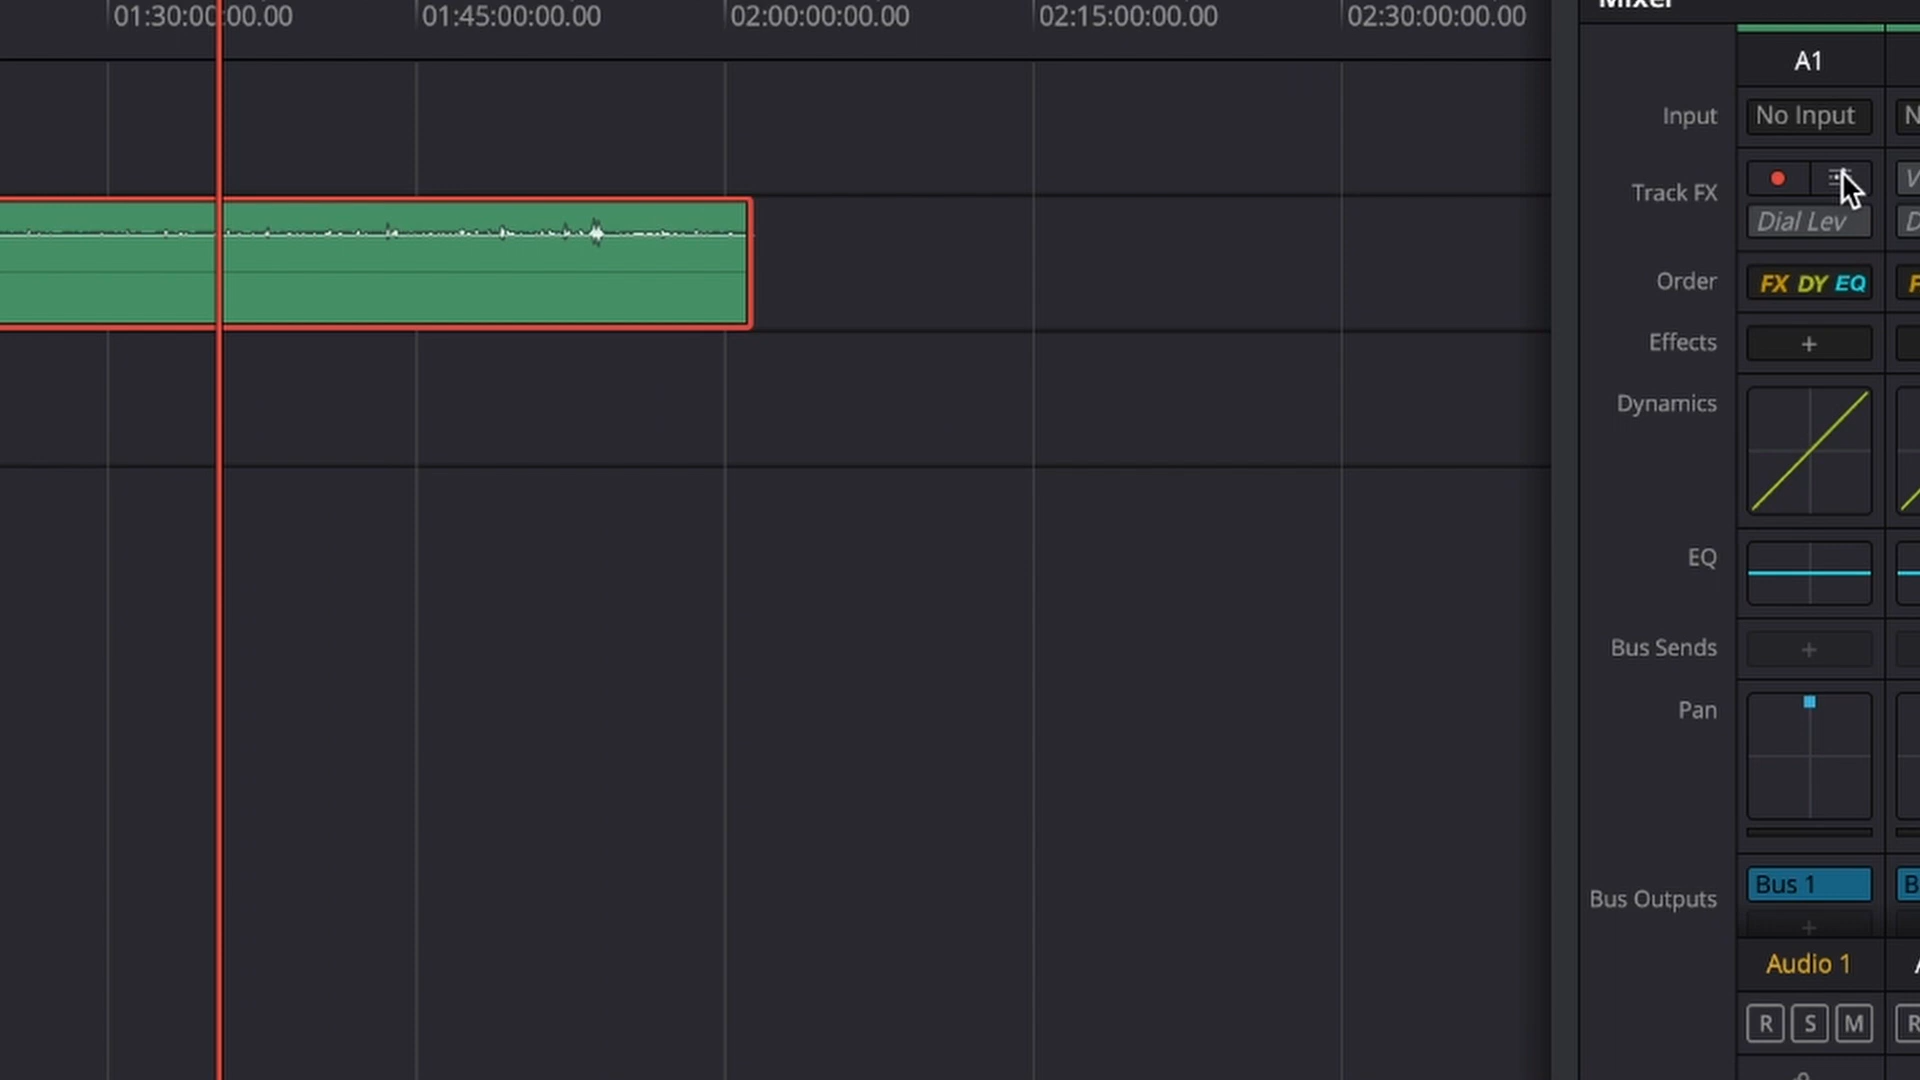 01:30:00:00.00 01:45:00:00.00 02:00:00:00.00 02:15:00:00.00 02:30:00:00.00
Mixer
A1
Input No Input
Track FX
Dial Lev
Order FX DY EQ
Effects +
Dynamics
EQ
Bus Sends +
Pan
Bus 1
Bus Outputs
+
Audio 1
R S M R